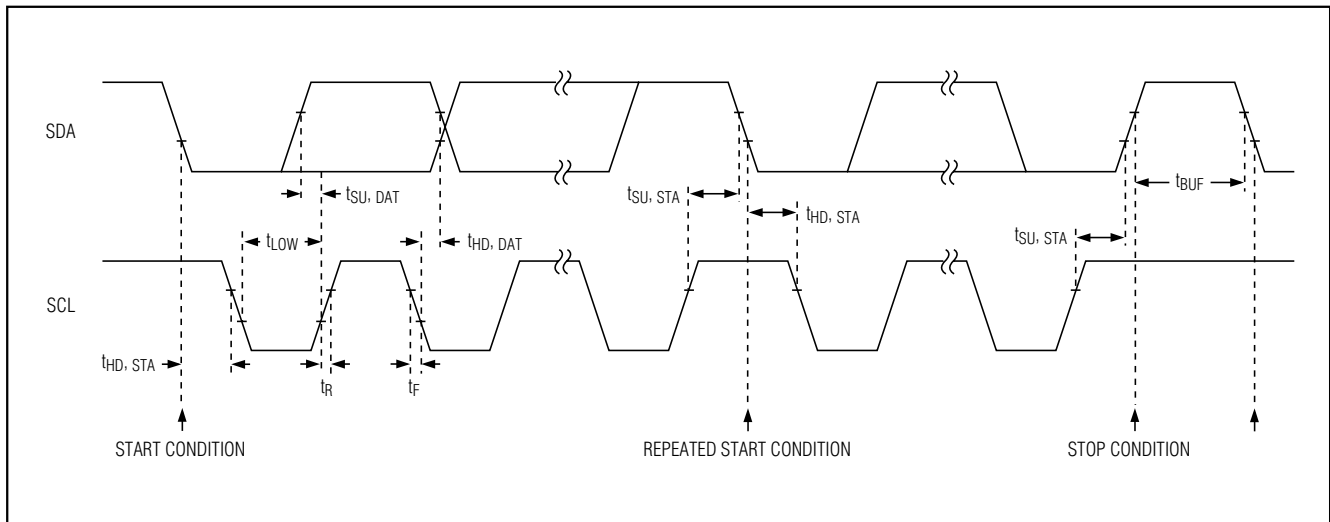 SDA
tSU, DAT
tSU, STA
tHD, STA
tBUF
tLOW
tHD, DAT
tSU, STA
SCL
tHD, STA
tR
tF
START CONDITION
REPEATED START CONDITION
STOP CONDITION